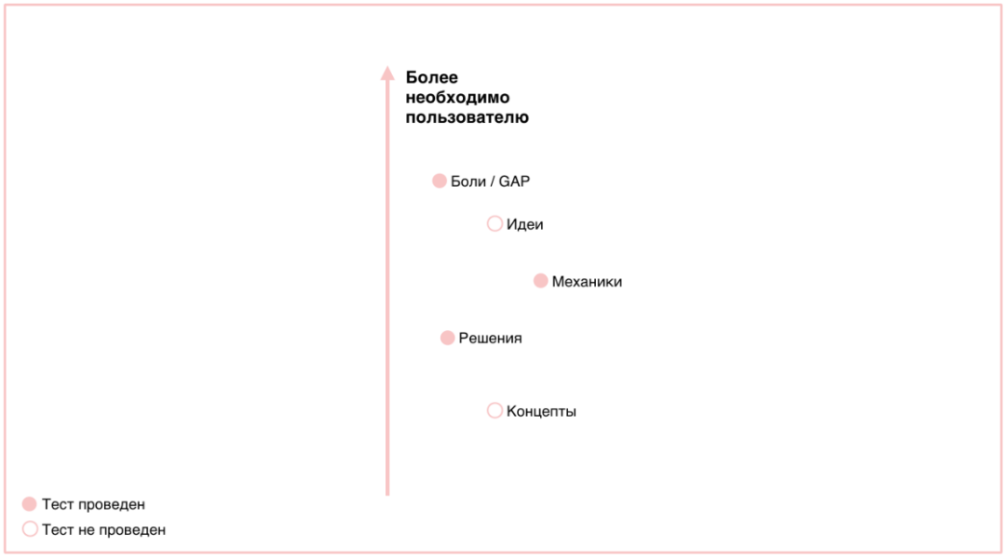 Более
необходимо
пользователю
Боли / GAP
Идеи
Механики
Решения
Концепты
Тест проведен
Тест не проведен